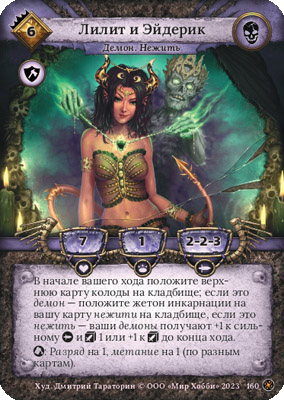 6
Лилит и Эйдерик
Демон. Нежить
7 1 2-2-3
В начале вашего хода положите верх-
нюю карту колоды на кладбище; если это
демон — положите жетон инкарнации на
вашу карту нежити на кладбище, если это
нежить — ваши демоны получают +1 к силь-
ному и 1 или +1 к до конца хода.
: Разряд на 1, метание на 1 (по разным
картам).
Худ. Дмитрий Тараторин © ООО «Мир Хобби» 2023 160